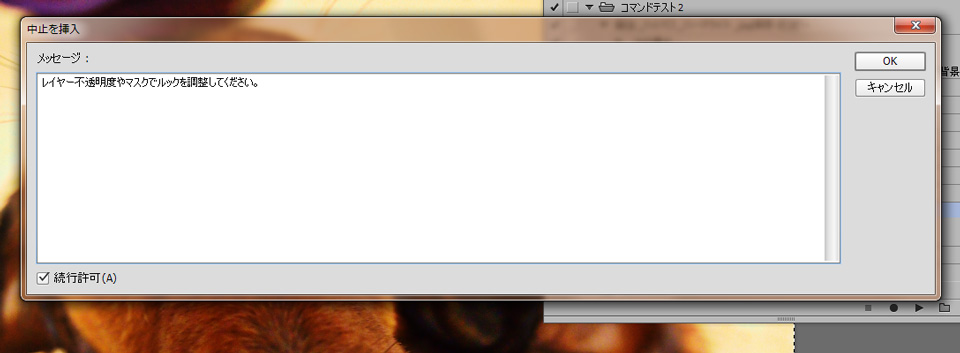 コマンドテスト2
中止を挿入
メッセージ：
OK
レイヤー不透明度やマスクでルックを調整してください。
背景
キャンセル
続行許可(A)